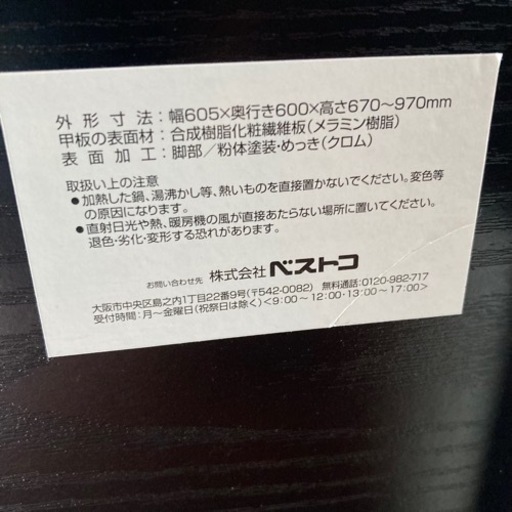 外形寸法：幅605×奥行き600×高さ670～970mm
甲板の表面材：合成樹脂化粧繊維板(メラミン樹脂)
表面加工：脚部／粉体塗装・めっき(クロム)
取扱い上の注意
●加熱した鍋、湯沸かし等、熱いものを直接置かないでください。変色等
の原因になります。
●直射日光や熱、暖房機の風が直接あたらない場所に置いてください。
退色・劣化・変形する恐れがあります。
お問い合わせ先 株式会社ベストコ
大阪市中央区島之内1丁目22番9号(〒542-0082) 無料通話:0120-982-717
受付時間:月～金曜日(祝祭日は除く)<9:00～12:00・13:00～17:00>